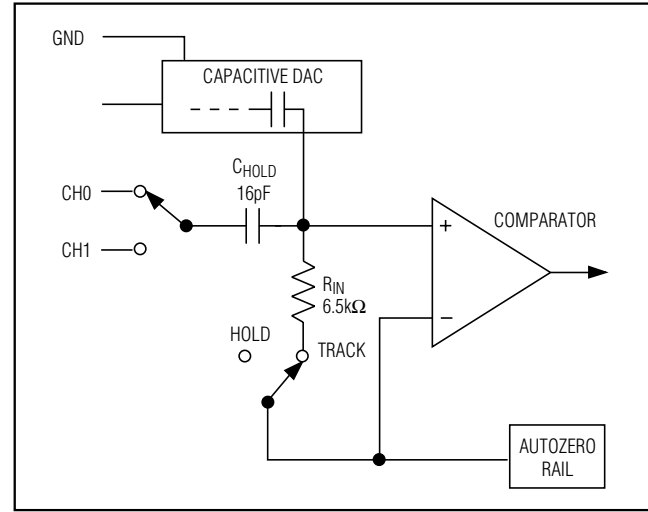 GND
CAPACITIVE DAC
CHOLD
16pF
CH0
CH1
+
COMPARATOR
−
RIN
6.5kΩ
HOLD
TRACK
AUTOZERO
RAIL